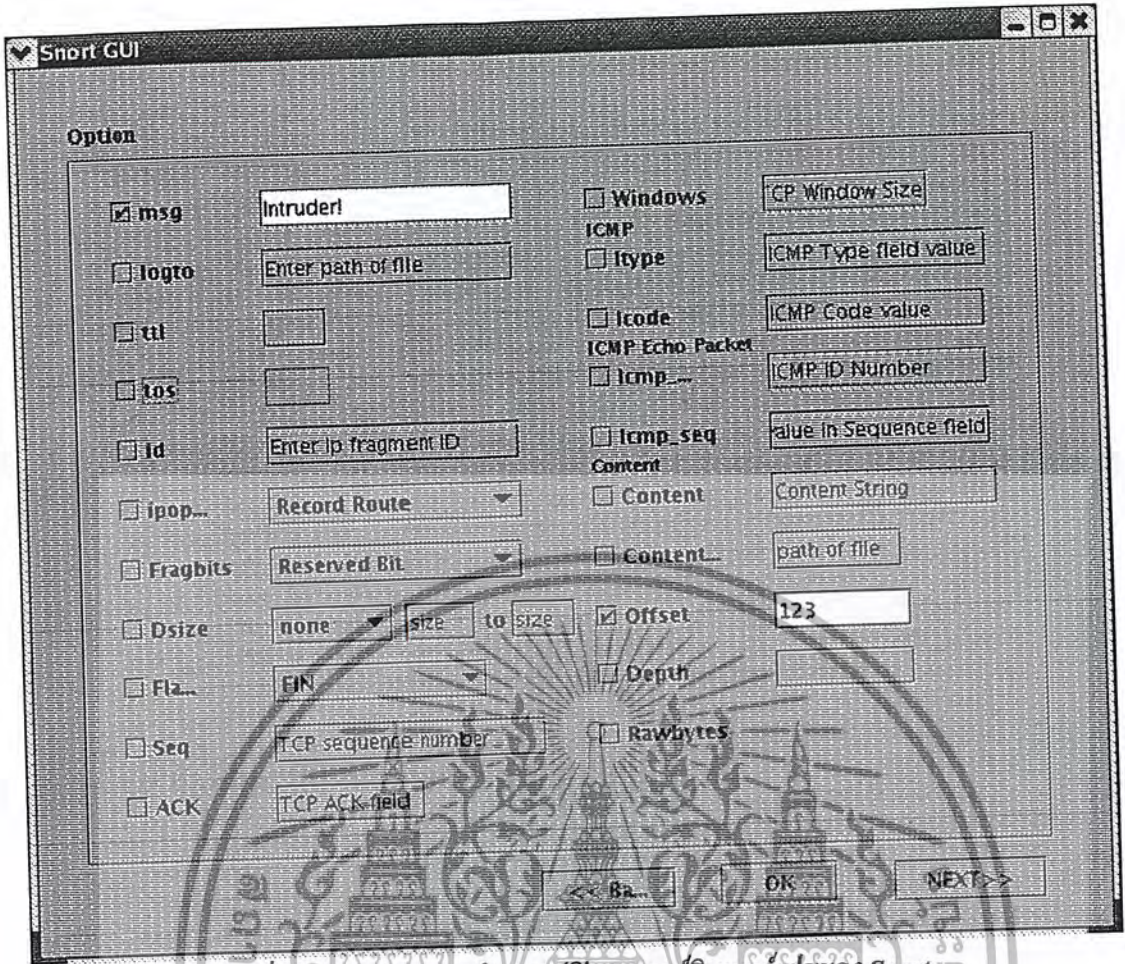 Snort GUI
Option
msg Intruder!
logto Enter path of file
ttl
tos
id Enter ip fragment ID
ipop... Record Route
Fragbits Reserved Bit
Dsize none size to size
Fla... FIN
Seq TCP sequence number
ACK TCP ACK field
Windows CP Window Size
ICMP
Itype ICMP Type field value
Icode ICMP Code value
ICMP Echo Packet
Icmp_... ICMP ID Number
Icmp_seq alue in Sequence field
Content
Content Content String
Content... path of file
Offset 123
Depth
Rawbytes
<< Ba... OK NEXT>>